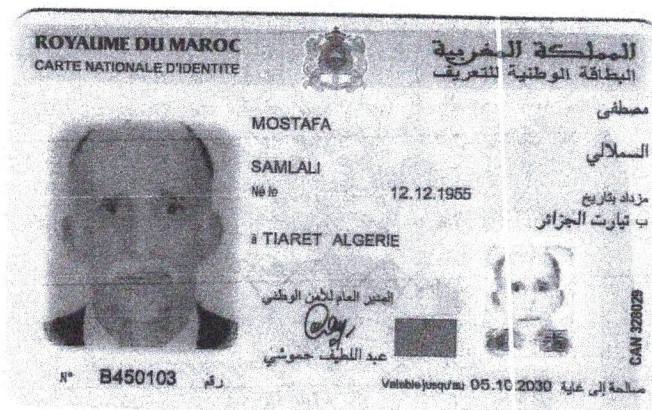 ROYAUME DU MAROC
المملكة المغربية
CARTE NATIONALE D'IDENTITE
البطاقة الوطنية للتعريف
MOSTAFA
مصطفى
SAMLALI
السملالي
Né le 12.12.1955 مزداد بتاريخ
ب تيارت الجزائر
à TIARET ALGERIE
المدير العام للأمن الوطني
عبد اللطيف حموشي
CAN 328029
N° B450103 رقم
Valable jusqu'au 05.10.2030 صالحة إلى غاية